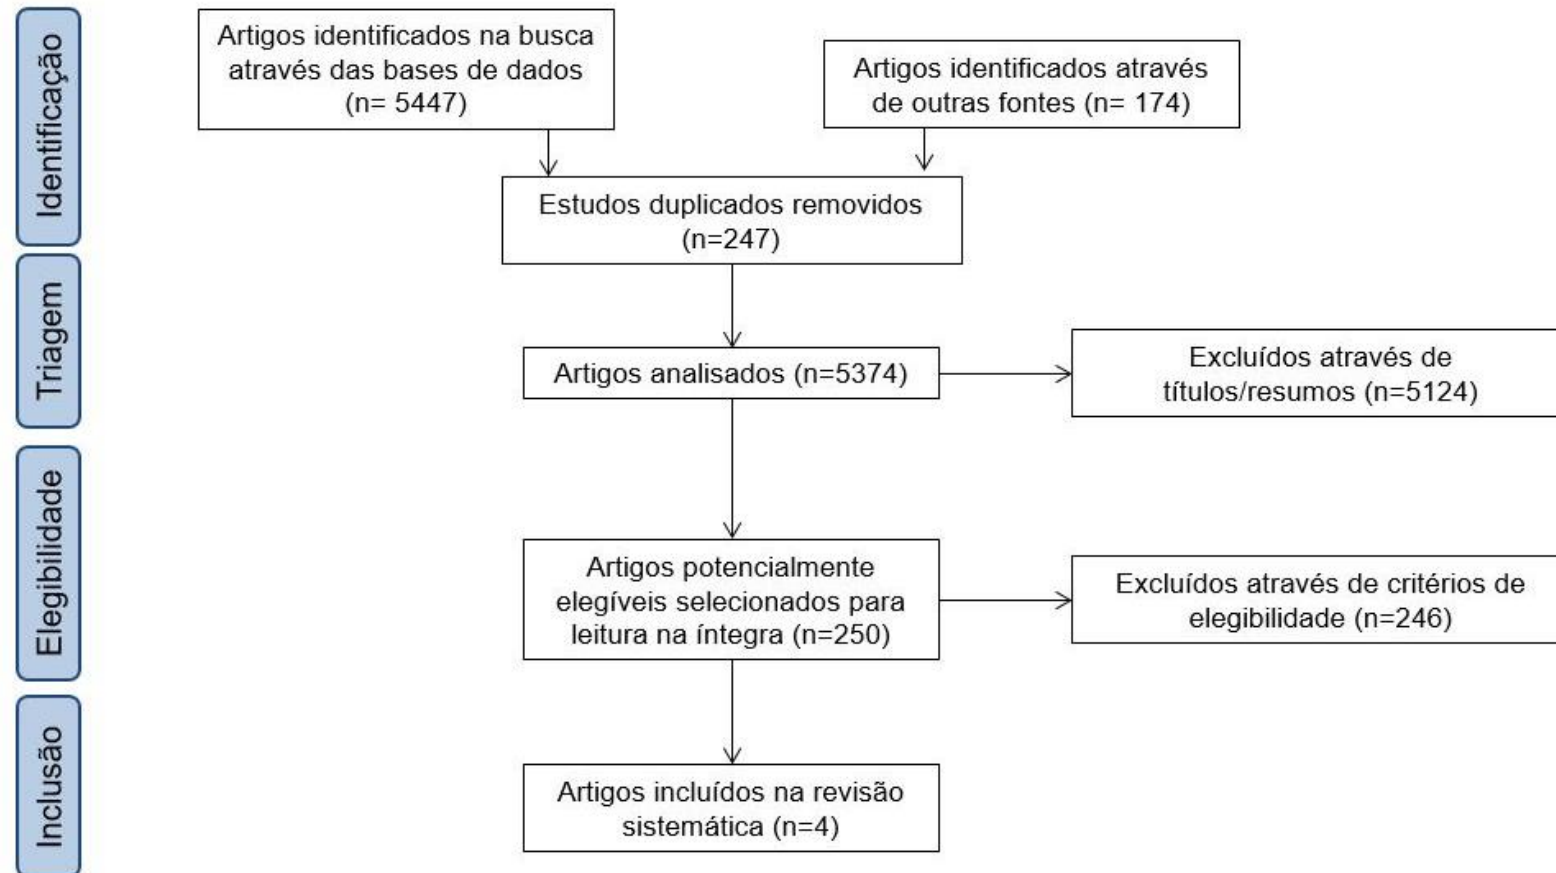 Identificação
Artigos identificados na busca
através das bases de dados
(n= 5447)
Artigos identificados através
de outras fontes (n= 174)
Estudos duplicados removidos
(n=247)
Triagem
Artigos analisados (n=5374)
Excluídos através de
títulos/resumos (n=5124)
Elegibilidade
Artigos potencialmente
elegíveis selecionados para
leitura na íntegra (n=250)
Excluídos através de critérios de
elegibilidade (n=246)
Inclusão
Artigos incluídos na revisão
sistemática (n=4)